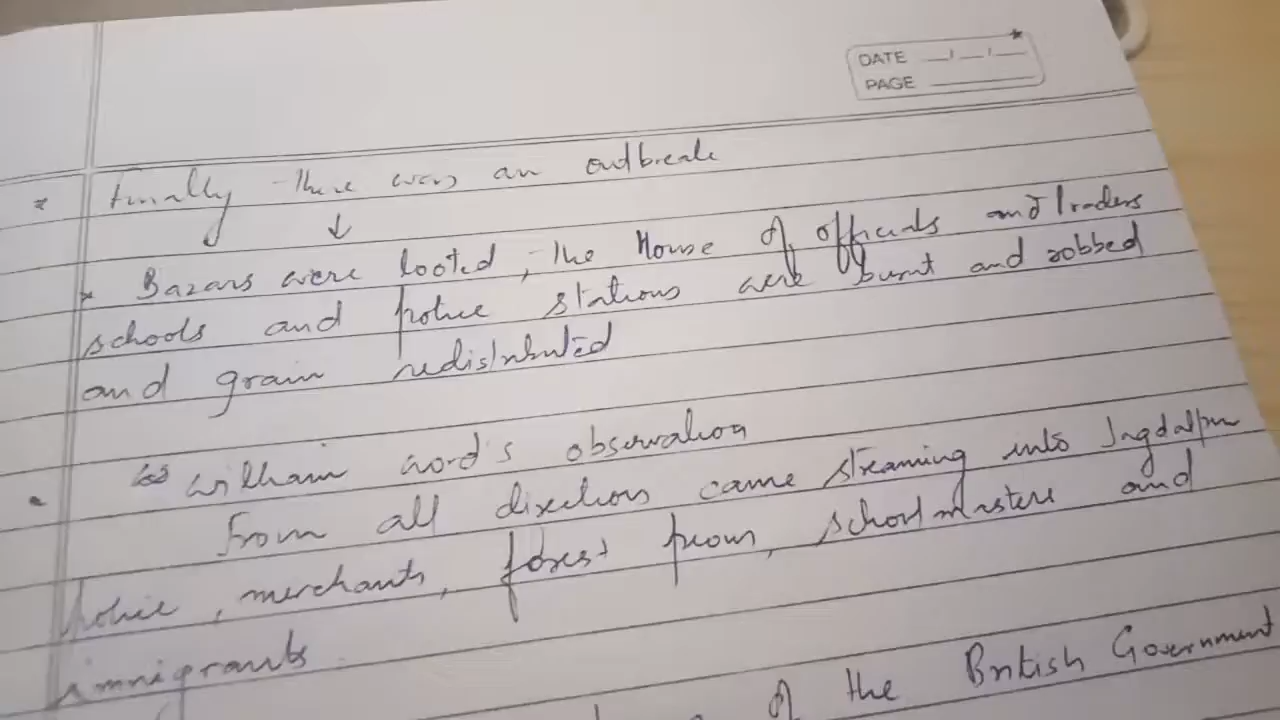 DATE
PAGE
Finally there was an outbreak
Bazars were looted, the House of officials and Traders
schools and police stations were burnt and robbed
and grain redistributed
William word's observation
From all directions came streaming into Jagdalpur
police, merchants, forest peons, schoolmasters and
immigrants
of the British Government